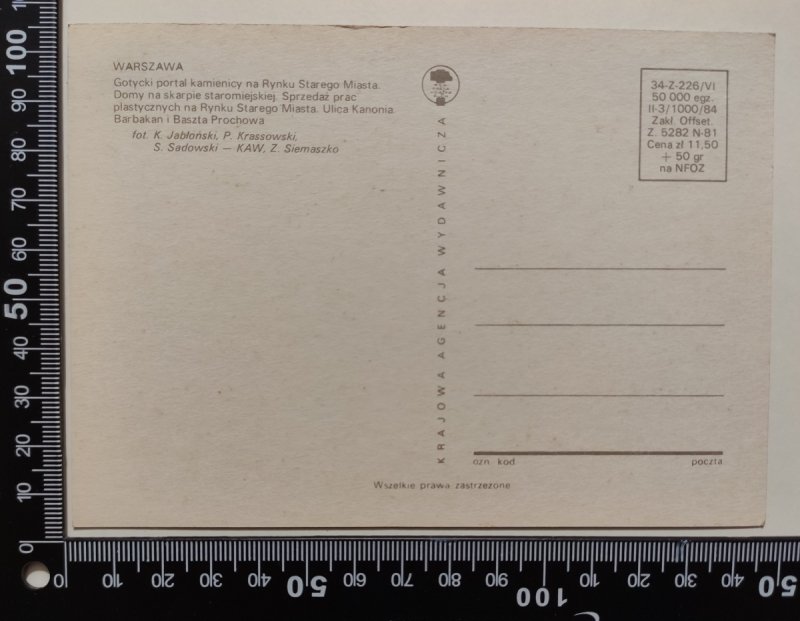 WARSZAWA
Gotycki portal kamienicy na Rynku Starego Miasta.
Domy na skarpie staromiejskiej. Sprzedaż prac
plastycznych na Rynku Starego Miasta. Ulica Kanonia.
Barbakan i Baszta Prochowa
fot. K. Jabłoński, P. Krassowski,
S. Sadowski — KAW, Z. Siemaszko
KRAJOWA AGENCJA WYDAWNICZA
34-Z-226/VI
50 000 egz.
II-3/1000/84
Zakł. Offset.
Z. 5282 N-81
Cena zł 11,50
+ 50 gr
na NFOZ
ozn. kod
poczta
Wszelkie prawa zastrzeżone
100
90
80
70
60
50
40
30
20
10
0
0 10 20 30 40 50 60 70 80 90 100 10 20 30 40 50